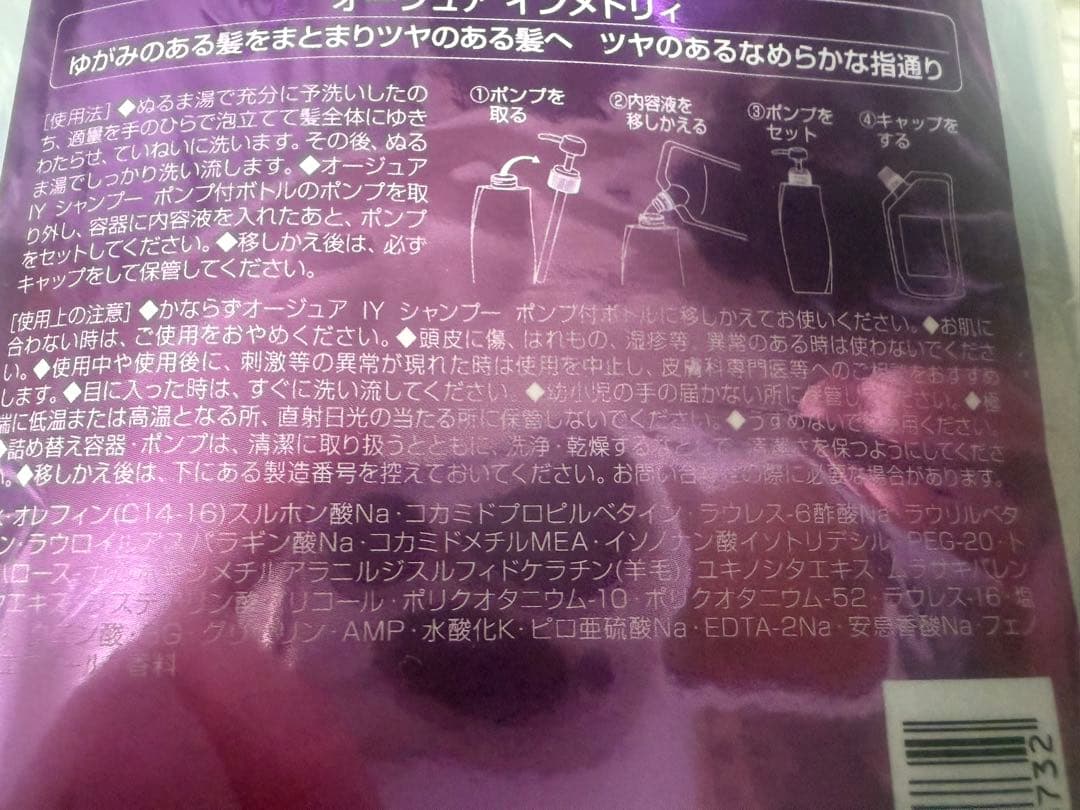 オージュア インメトリィ
ゆがみのある髪をまとまりツヤのある髪へ ツヤのあるなめらかな指通り
[使用法]◆ぬるま湯で充分に予洗いしたの
ち、適量を手のひらで泡立てて髪全体にゆき
わたらせ、ていねいに洗います。その後、ぬる
ま湯でしっかり洗い流します。◆オージュア
IY シャンプー ポンプ付ボトルのポンプを取
り外し、容器に内容液を入れたあと、ポンプ
をセットしてください。◆移しかえ後は、必ず
キャップをして保管してください。
①ポンプを
取る
②内容液を
移しかえる
③ポンプを
セット
④キャップを
する
[使用上の注意]◆かならずオージュア IY シャンプー ポンプ付ボトルに移しかえてお使いください。◆お肌に
合わない時は、ご使用をおやめください。◆頭皮に傷、はれもの、湿疹等、異常のある時は使わないでくださ
い。◆使用中や使用後に、刺激等の異常が現れた時は使用を中止し、皮膚科専門医等へのご相談をおすすめ
します。◆目に入った時は、すぐに洗い流してください。◆幼小児の手の届かない所に保管してください。◆極
端に低温または高温となる所、直射日光の当たる所に保管しないでください。◆うすめないで
◆詰め替え容器・ポンプは、清潔に取り扱うとともに、洗浄・乾燥する を保つようにしてくださ
い。◆移しかえ後は、下にある製造番号を控えておいてください。お問い合わせの際に必要な場合があります。
オレフィン(C14-16)スルホン酸Na・コカミドプロピルベタイン・ラウレス-6酢酸Na・ラウリルベタ
ン・ラウロイルアスパラギン酸Na・コカミドメチルMEA・イソノナン酸イソトリデシル・PEG-20・ト
ハロース・ メチルアラニルジスルフィドケラチン(羊毛)・ユキノシタエキス・ムラサキバレン
エキス・ジステアリン酸グリコール・ポリクオタニウム-10・ポリクオタニウム-52・ラウレス-16・塩
酸・BG・グリセリン・AMP・水酸化K・ピロ亜硫酸Na・EDTA-2Na・安息香酸Na・フェノ
香料
732